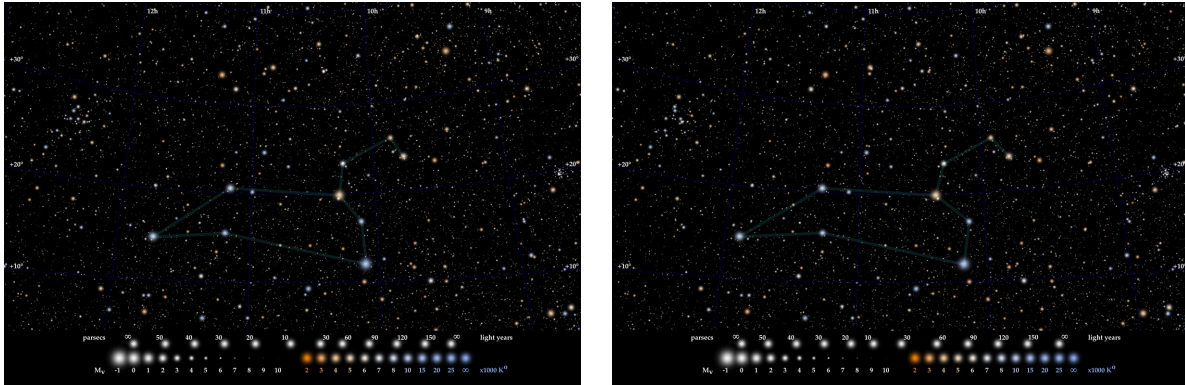 12h 11h 10h 9h
+30° +30°
+20° +20°
+10° +10°
parsecs ∞ 50 40 30 20 10 30 60 90 120 150 ∞ light years
Mv -1 0 1 2 3 4 5 6 7 8 9 10 2 3 4 5 6 7 8 10 15 20 25 ∞ x1000 K°
12h 11h 10h 9h
+30° +30°
+20° +20°
+10° +10°
parsecs ∞ 50 40 30 20 10 30 60 90 120 150 ∞ light years
Mv -1 0 1 2 3 4 5 6 7 8 9 10 2 3 4 5 6 7 8 10 15 20 25 ∞ x1000 K°